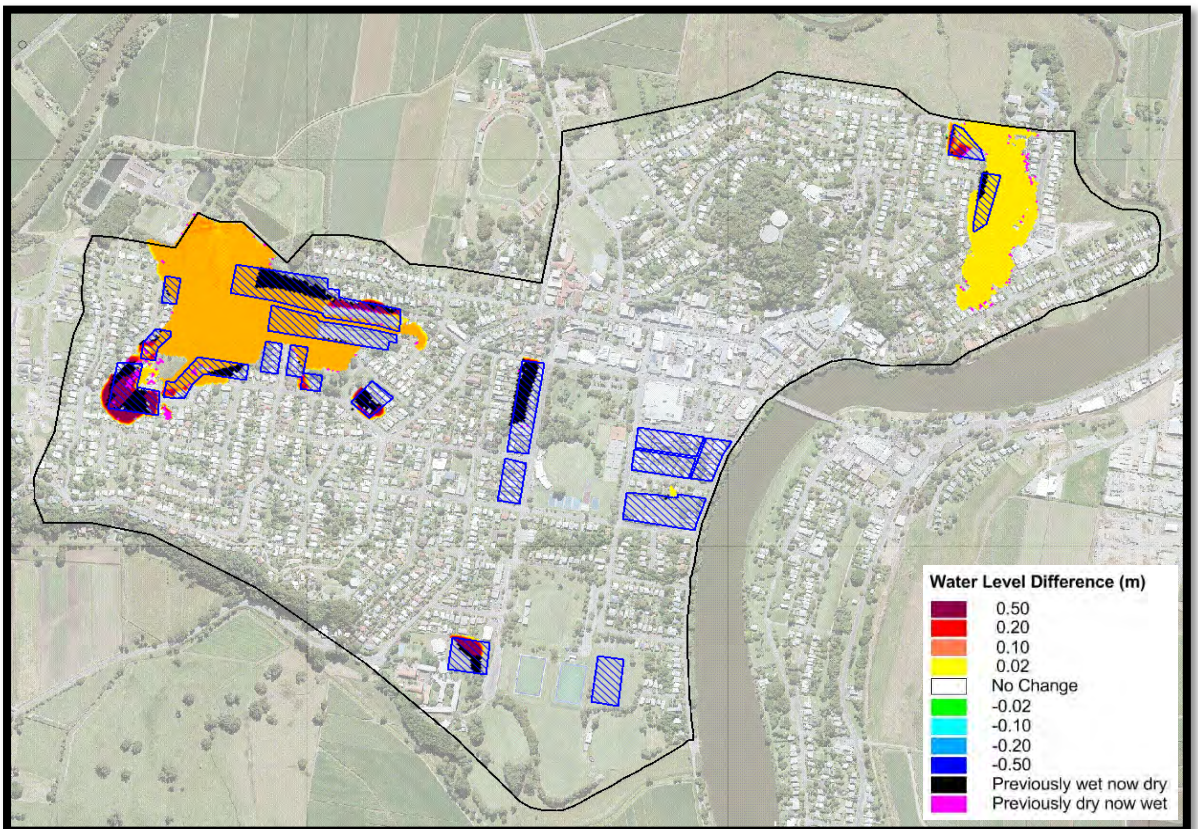 Water Level Difference (m)
0.50
0.20
0.10
0.02
No Change
-0.02
-0.10
-0.20
-0.50
Previously wet now dry
Previously dry now wet